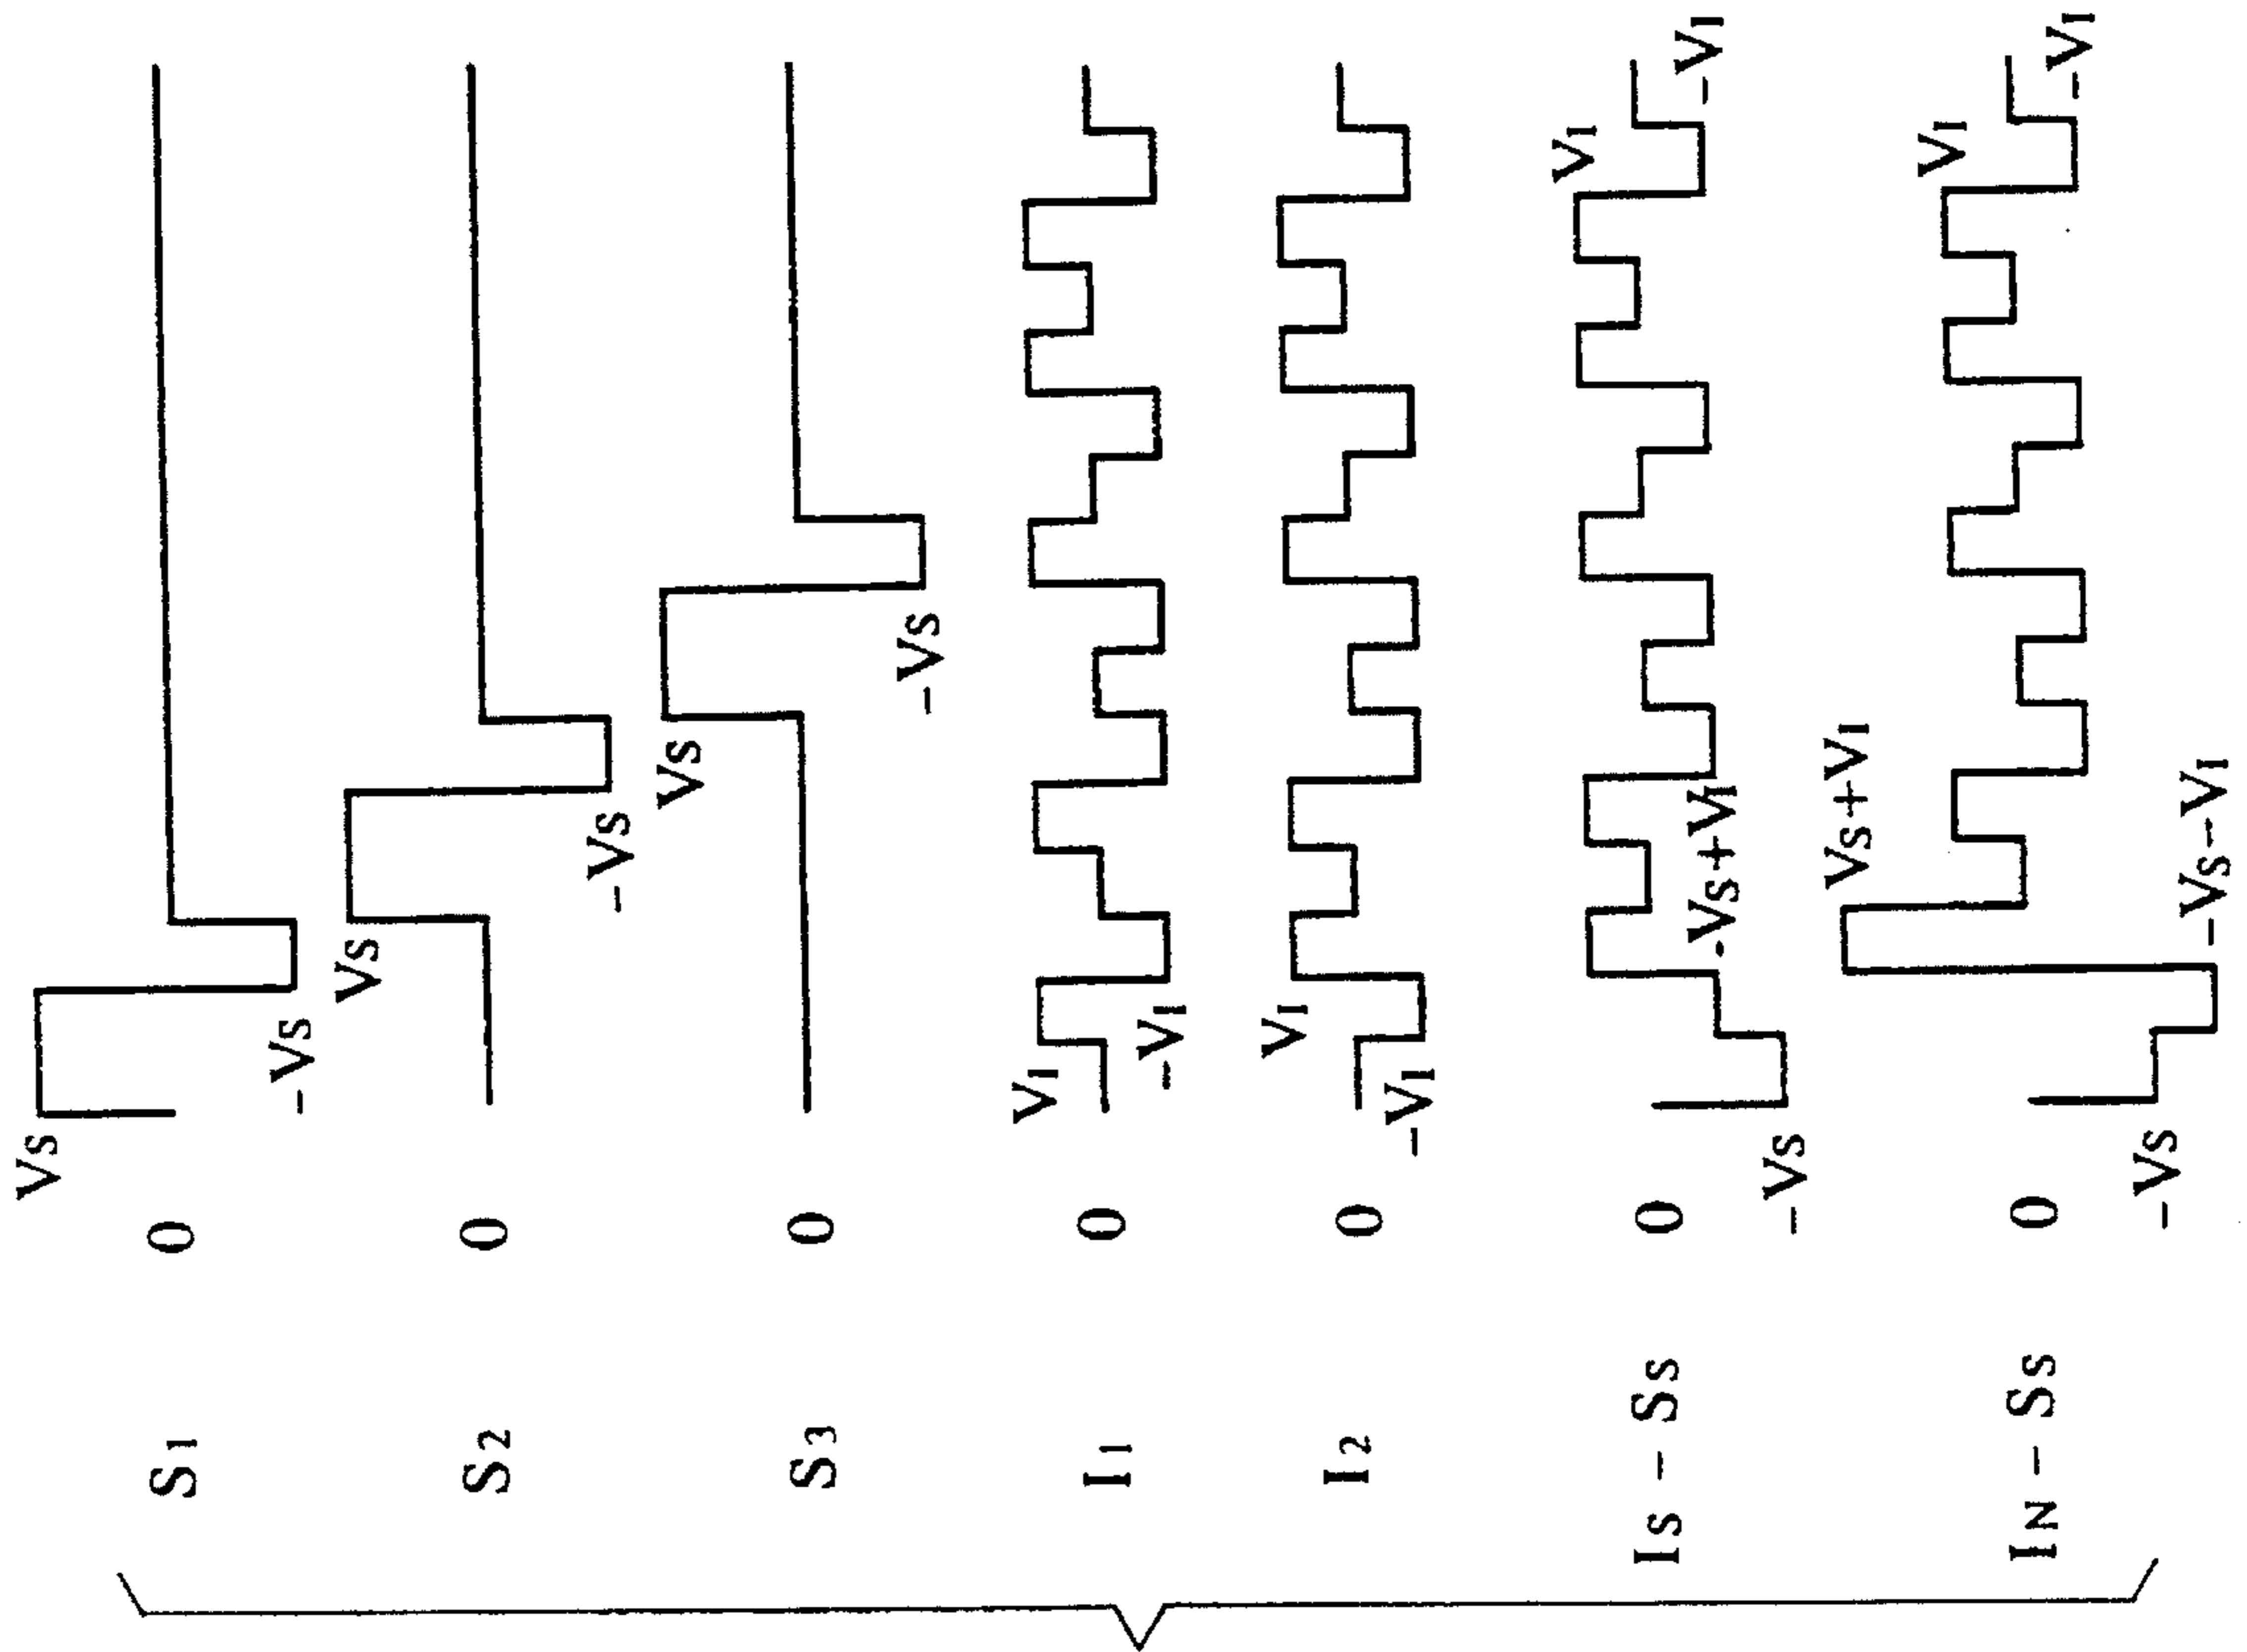 VS
S1 0
-VS
VS
S2 0
-VS
VS
S3 0
-VS
VI
I1 0
-VI
VI
I2 0
-VI
VI
IS - SS 0
-VS+VI -VI
-VS
VS+VI VI
IN - SS 0
-VI
-VS -VS-VI